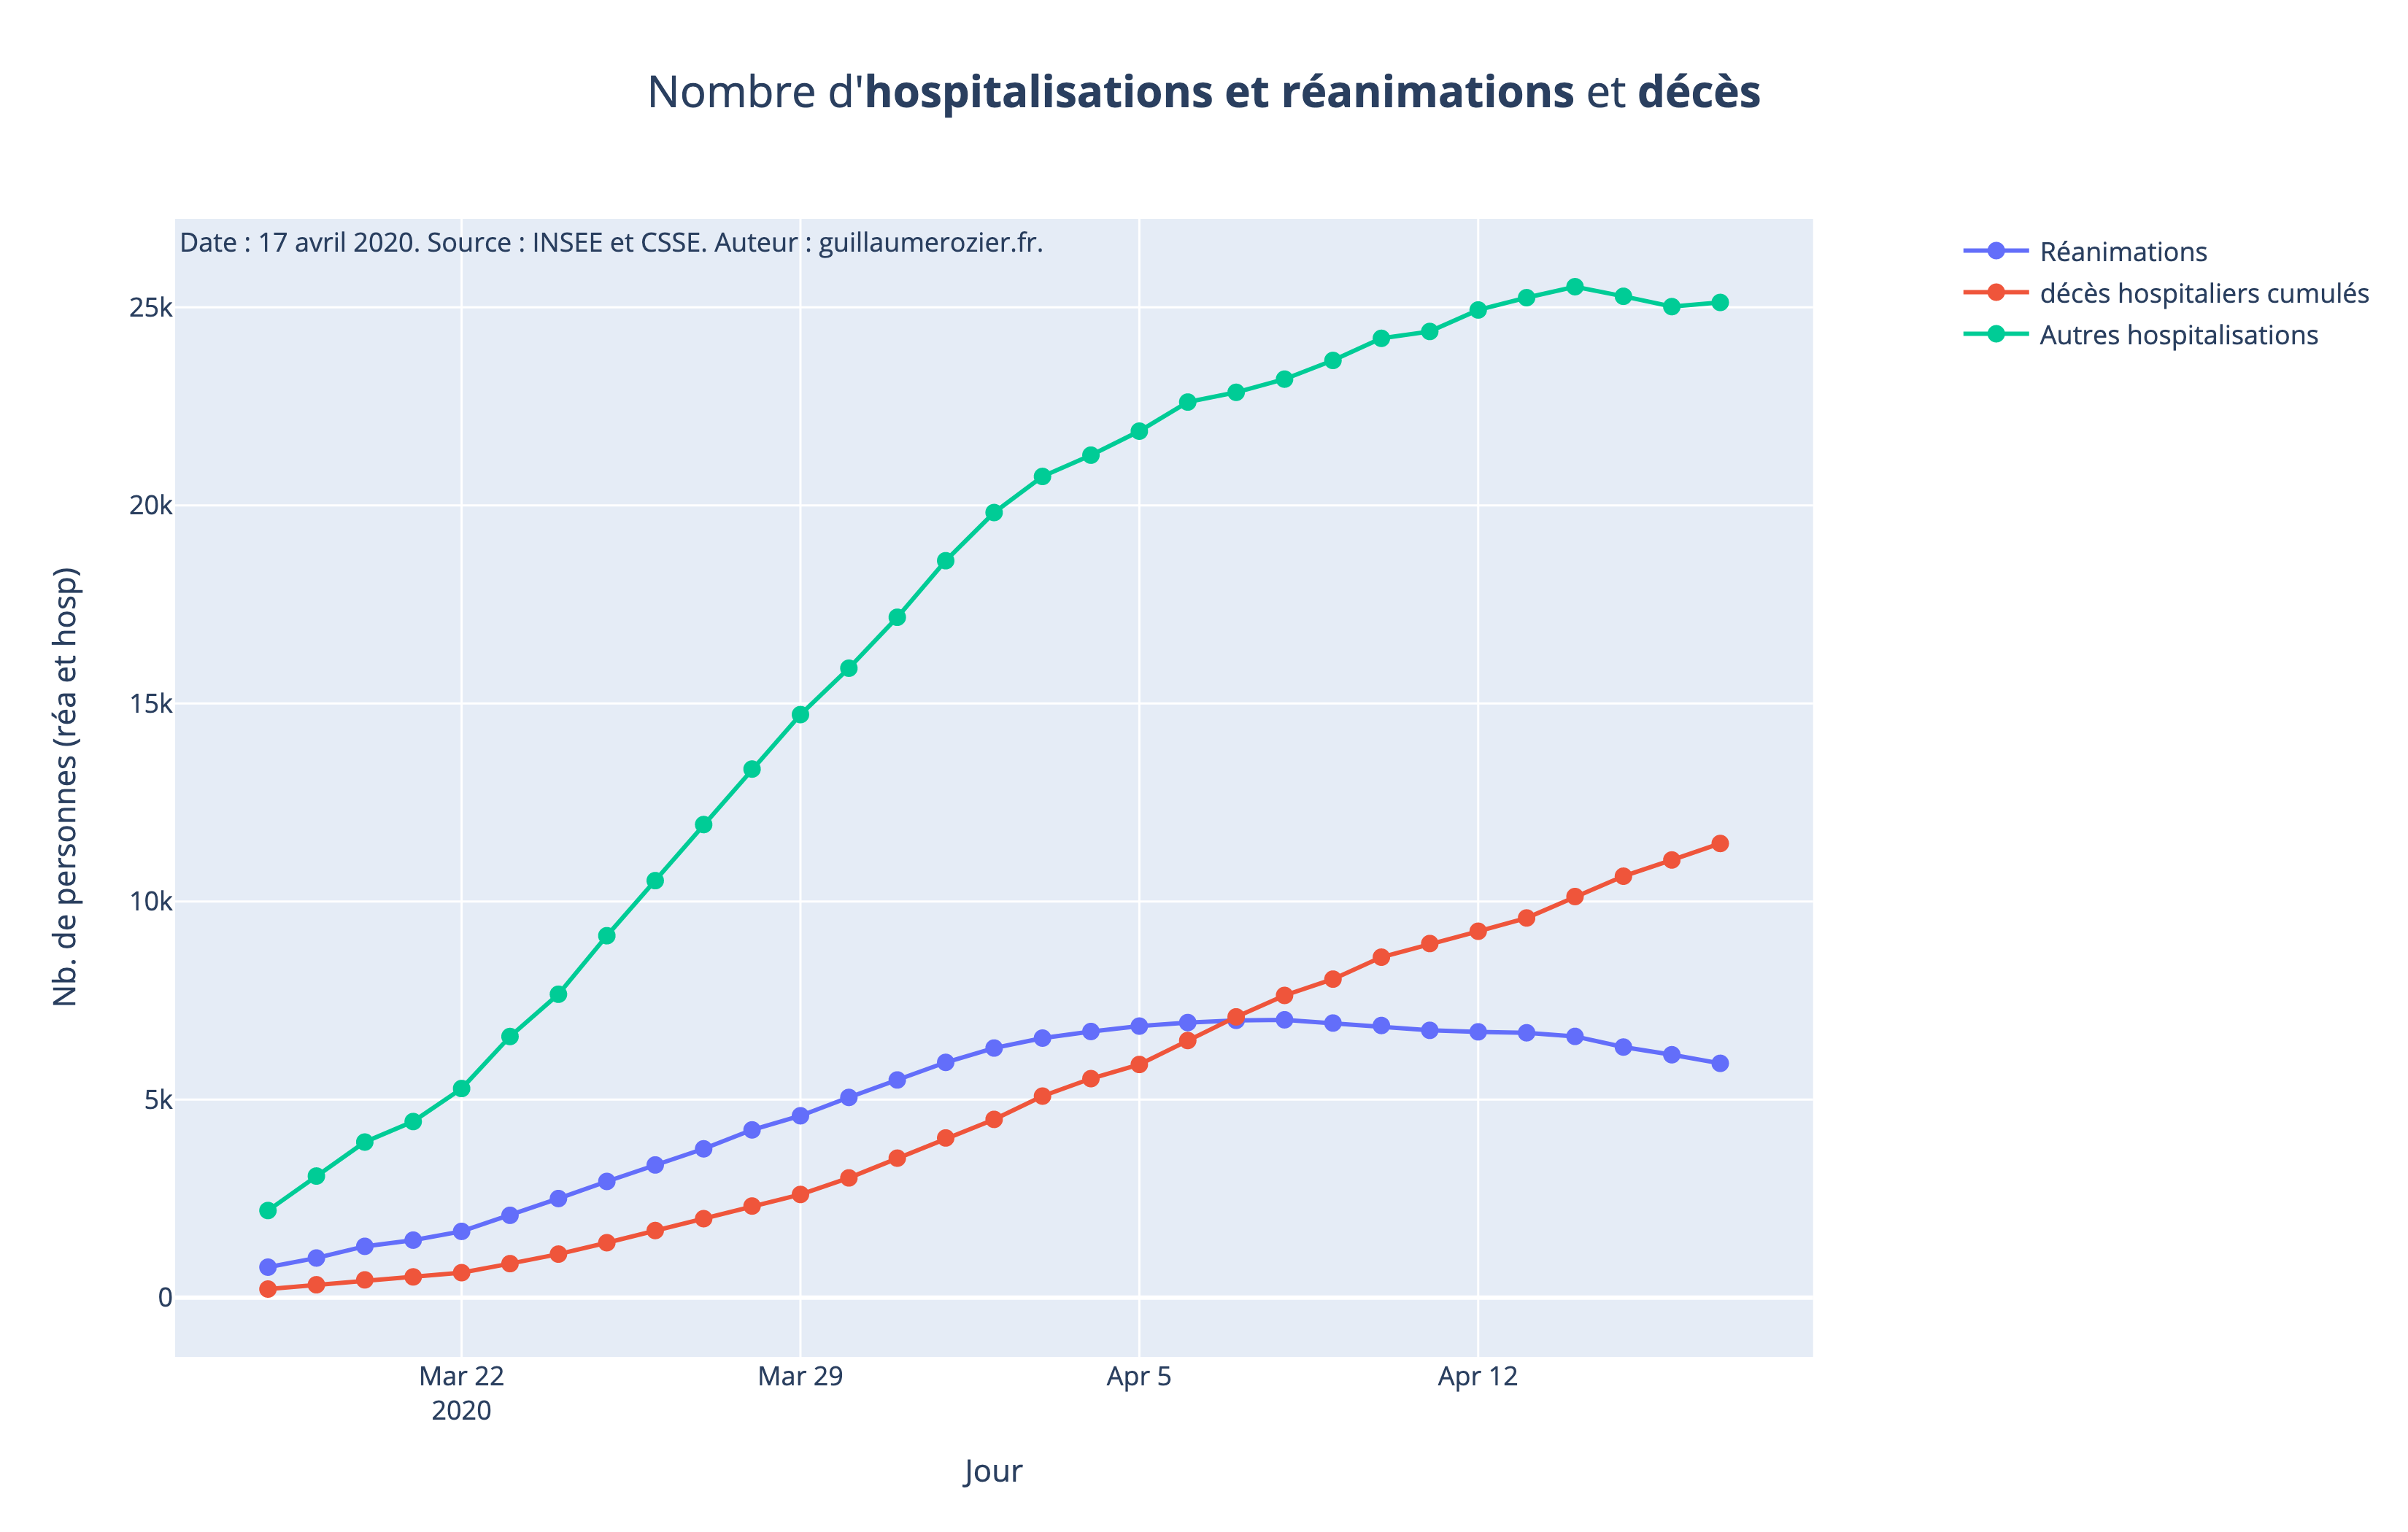 Nombre d'hospitalisations et réanimations et décès
Date : 17 avril 2020. Source : INSEE et CSSE. Auteur : guillaumerozier.fr.
Réanimations
décès hospitaliers cumulés
Autres hospitalisations
Nb. de personnes (réa et hosp)
25k
20k
15k
10k
5k
0
Mar 22
2020
Mar 29
Apr 5
Apr 12
Jour